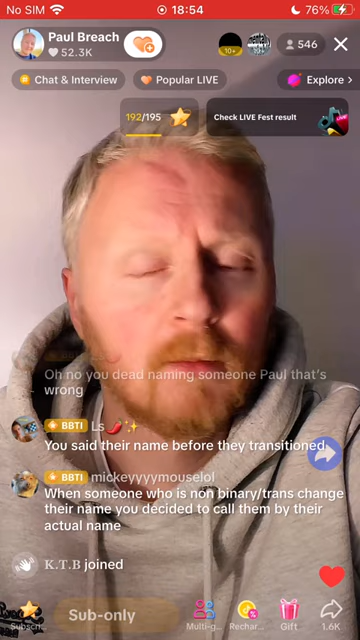 No SIM 18:54 76%
Paul Breach
52.3K
10+ 10+ 546
Chat & Interview Popular LIVE Explore >
192/195 Check LIVE Fest result
Oh no you dead naming someone Paul that's
wrong
BBTI Ls
You said their name before they transitioned
BBTI mickeyyyymouselol
When someone who is non binary/trans change
their name you decided to call them by their
actual name
K.T.B joined
Subscri... Sub-only Multi-g... Rechar... Gift 1.6K